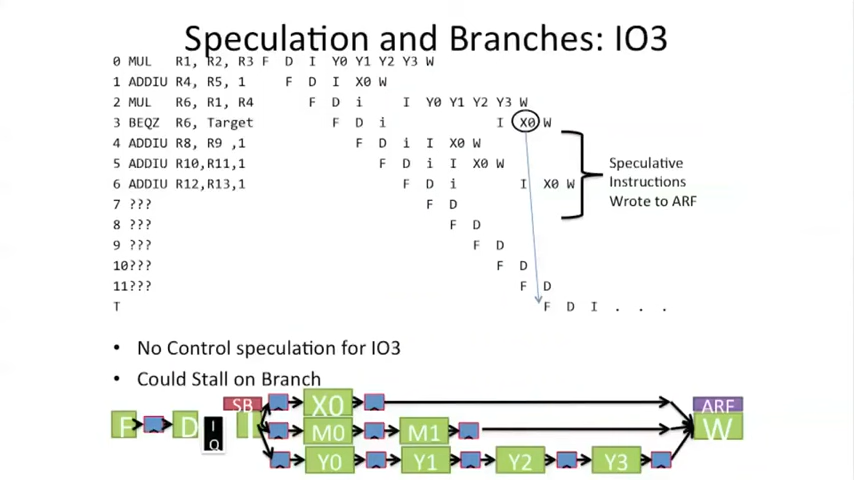 Speculation and Branches: IO3
0 MUL R1, R2, R3 F D I Y0 Y1 Y2 Y3 W
1 ADDIU R4, R5, 1 F D I X0 W
2 MUL R6, R1, R4 F D i I Y0 Y1 Y2 Y3 W
3 BEQZ R6, Target F D i I X0 W
4 ADDIU R8, R9 ,1 F D i I X0 W
5 ADDIU R10,R11,1 F D i I X0 W
6 ADDIU R12,R13,1 F D i I X0 W
7 ??? F D
8 ??? F D
9 ??? F D
10??? F D
11??? F D
T F D I . . .
Speculative
Instructions
Wrote to ARF
• No Control speculation for IO3
• Could Stall on Branch
SB X0 ARF
F D I Q I M0 M1 W
Y0 Y1 Y2 Y3